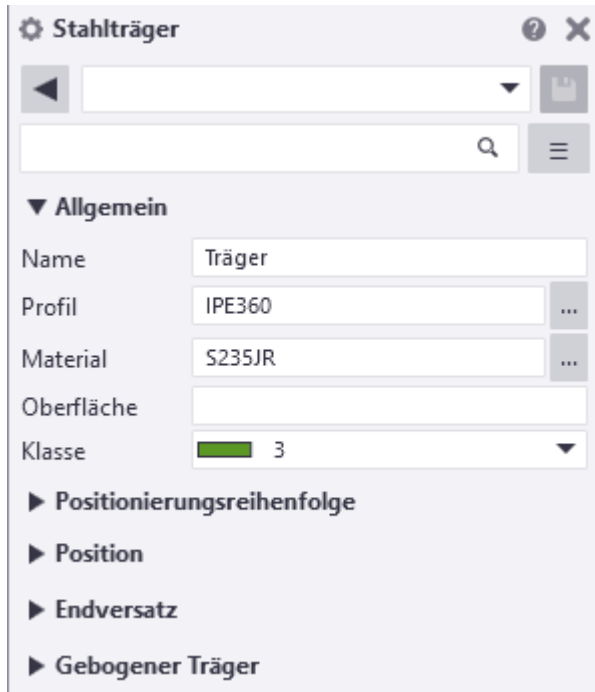 Stahlträger
Allgemein
Name Träger
Profil IPE360 ...
Material S235JR ...
Oberfläche
Klasse 3
Positionierungsreihenfolge
Position
Endversatz
Gebogener Träger